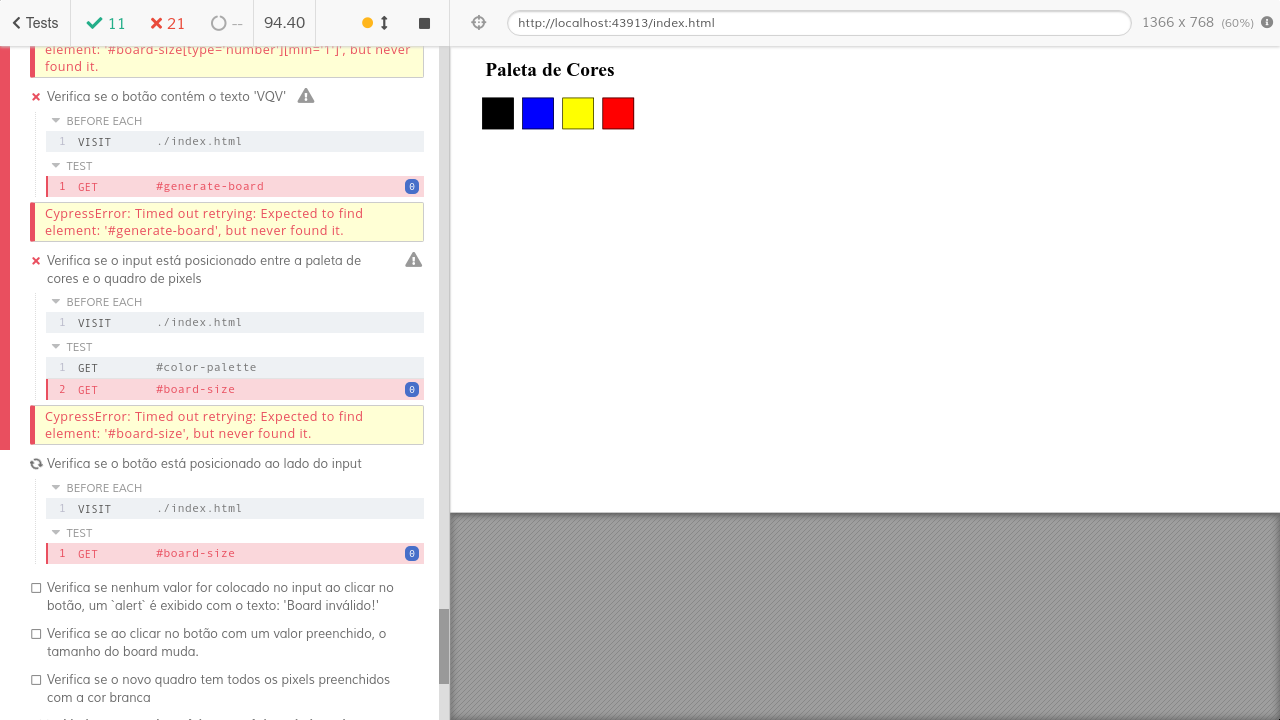 Tests 11 21 -- 94.40
element: '#board-size[type='number'][min='1']', but never
found it.
Verifica se o botão contém o texto 'VQV'
BEFORE EACH
1 VISIT ./index.html
TEST
1 GET #generate-board 0
CypressError: Timed out retrying: Expected to find
element: '#generate-board', but never found it.
Verifica se o input está posicionado entre a paleta de
cores e o quadro de pixels
BEFORE EACH
1 VISIT ./index.html
TEST
1 GET #color-palette
2 GET #board-size 0
CypressError: Timed out retrying: Expected to find
element: '#board-size', but never found it.
Verifica se o botão está posicionado ao lado do input
BEFORE EACH
1 VISIT ./index.html
TEST
1 GET #board-size 0
Verifica se nenhum valor for colocado no input ao clicar no
botão, um `alert` é exibido com o texto: 'Board inválido!'
Verifica se ao clicar no botão com um valor preenchido, o
tamanho do board muda.
Verifica se o novo quadro tem todos os pixels preenchidos
com a cor branca
http://localhost:43913/index.html 1366 x 768 (60%)
Paleta de Cores